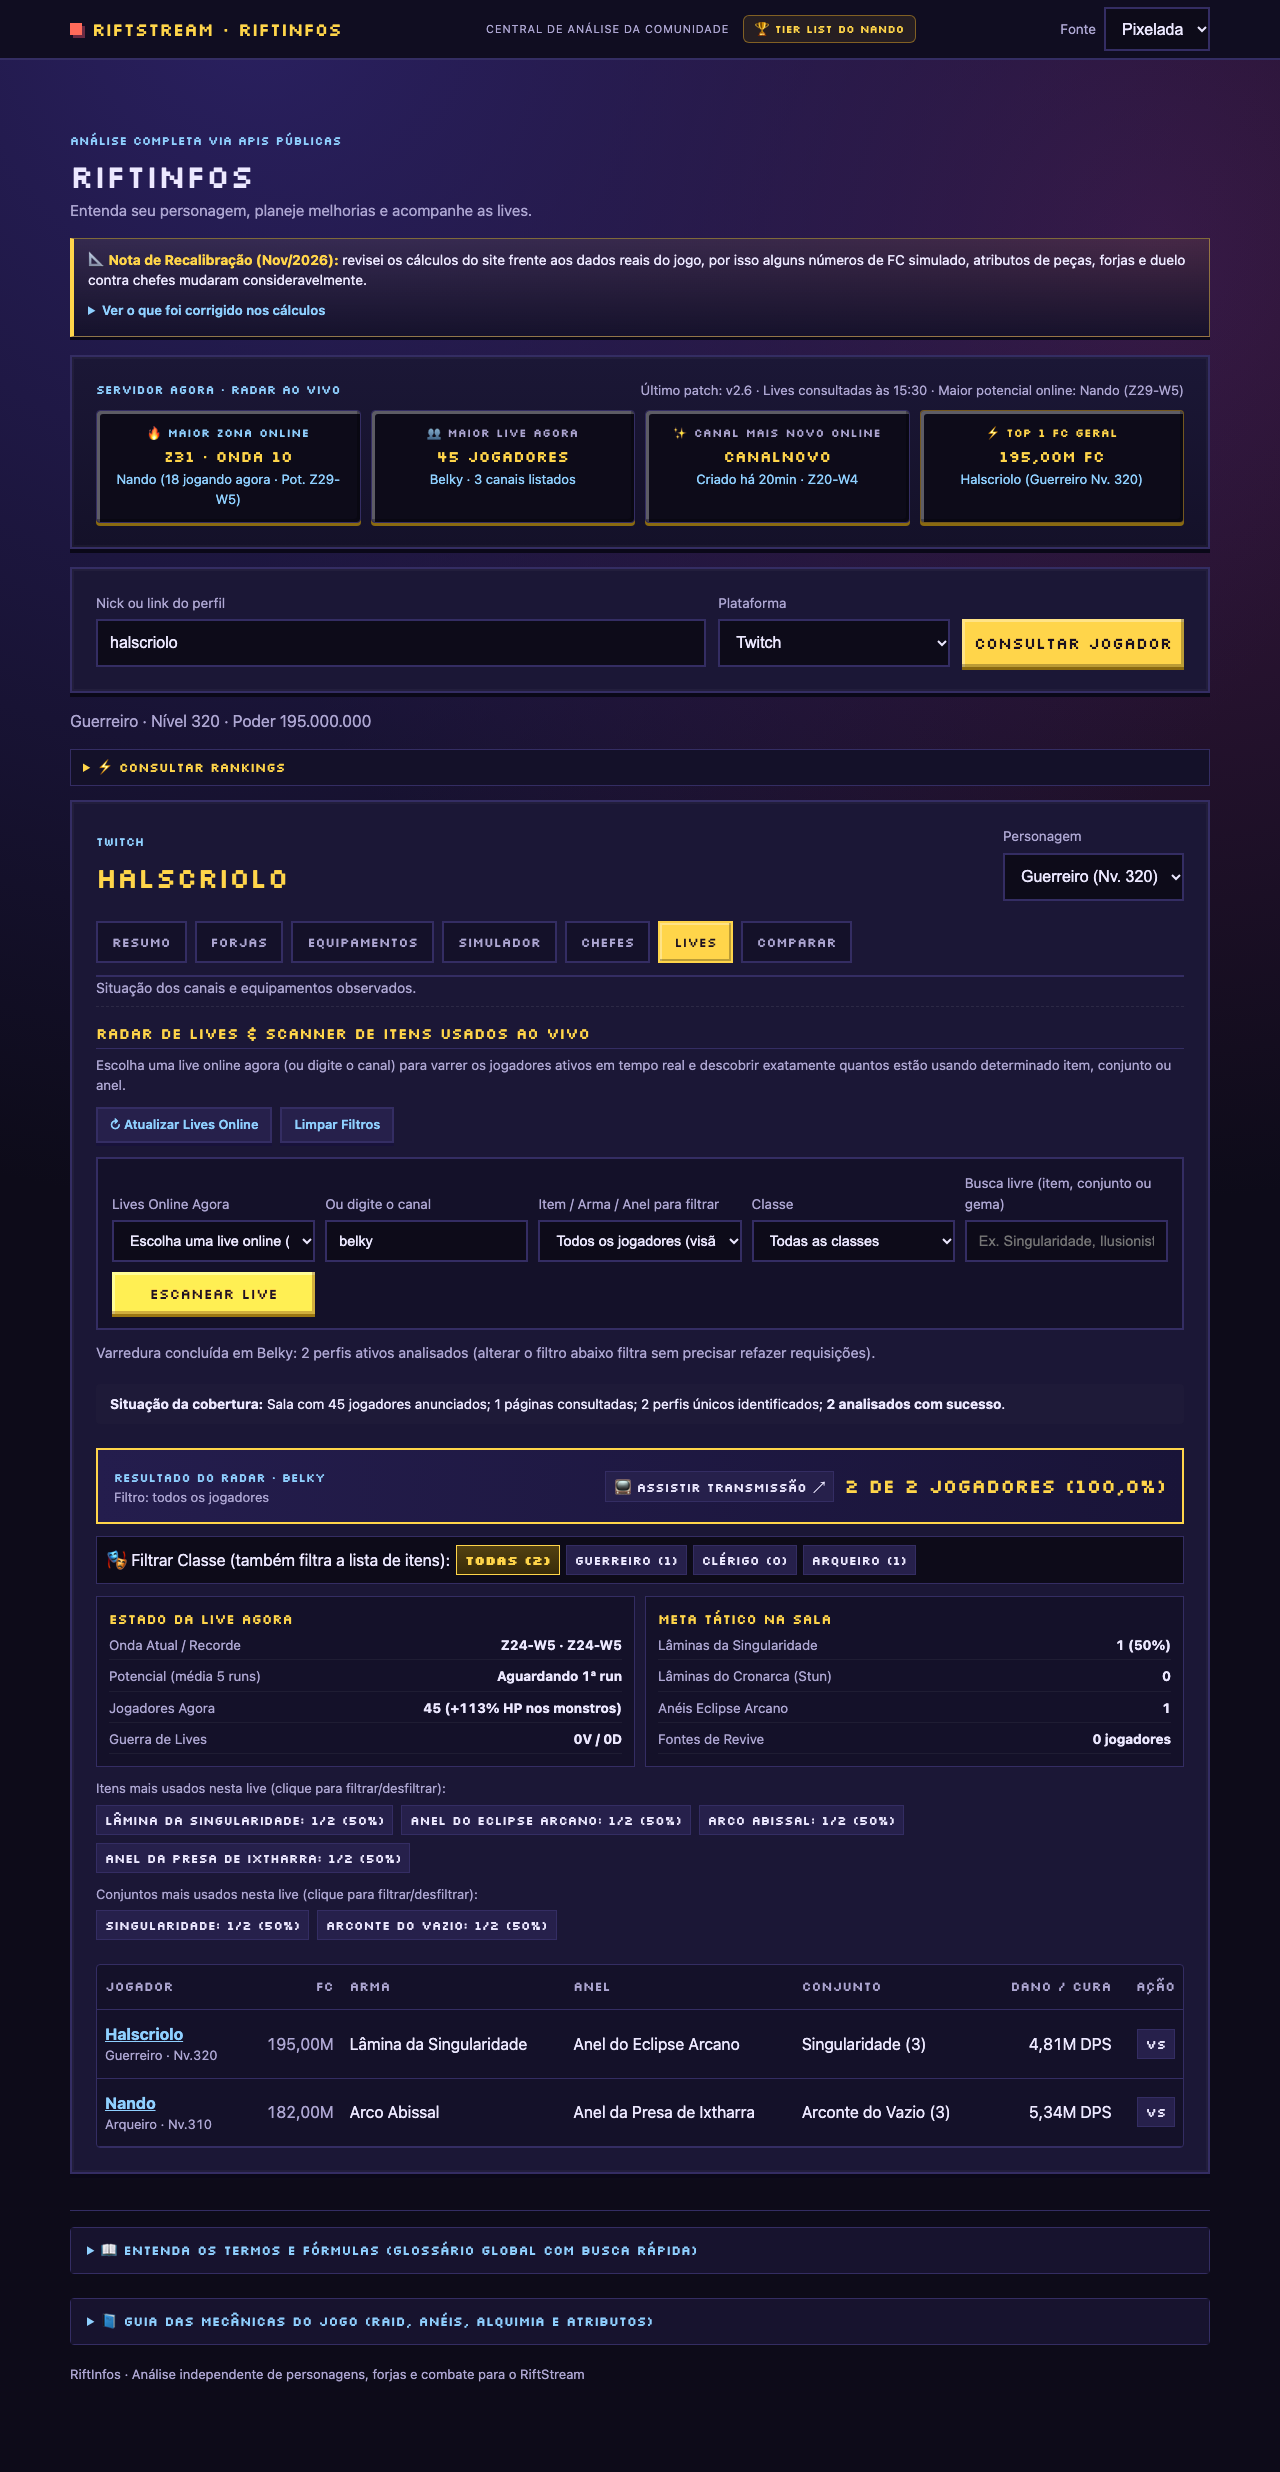 RIFTSTREAM · RIFTINFOS
CENTRAL DE ANÁLISE DA COMUNIDADE
🏆 TIER LIST DO NANDO
Fonte
Pixelada
ANÁLISE COMPLETA VIA APIS PÚBLICAS
RIFTINFOS
Entenda seu personagem, planeje melhorias e acompanhe as lives.
📐 Nota de Recalibração (Nov/2026): revisei os cálculos do site frente aos dados reais do jogo, por isso alguns números de FC simulado, atributos de peças, forjas e duelo
contra chefes mudaram consideravelmente.
▶ Ver o que foi corrigido nos cálculos
SERVIDOR AGORA · RADAR AO VIVO
Último patch: v2.6 · Lives consultadas às 15:30 · Maior potencial online: Nando (Z29-W5)
🔥 MAIOR ZONA ONLINE
Z31 · ONDA 10
Nando (18 jogando agora · Pot. Z29-
W5)
👥 MAIOR LIVE AGORA
45 JOGADORES
Belky · 3 canais listados
✨ CANAL MAIS NOVO ONLINE
CANALNOVO
Criado há 20min · Z20-W4
⚡ TOP 1 FC GERAL
195,00M FC
Halscriolo (Guerreiro Nv. 320)
Nick ou link do perfil
halscriolo
Plataforma
Twitch
CONSULTAR JOGADOR
Guerreiro · Nível 320 · Poder 195.000.000
▶ ⚡ CONSULTAR RANKINGS
TWITCH
HALSCRIOLO
Personagem
Guerreiro (Nv. 320)
RESUMO
FORJAS
EQUIPAMENTOS
SIMULADOR
CHEFES
LIVES
COMPARAR
Situação dos canais e equipamentos observados.
RADAR DE LIVES & SCANNER DE ITENS USADOS AO VIVO
Escolha uma live online agora (ou digite o canal) para varrer os jogadores ativos em tempo real e descobrir exatamente quantos estão usando determinado item, conjunto ou
anel.
↻ Atualizar Lives Online
Limpar Filtros
Lives Online Agora
Escolha uma live online (
Ou digite o canal
belky
Item / Arma / Anel para filtrar
Todos os jogadores (visã
Classe
Todas as classes
Busca livre (item, conjunto ou
gema)
Ex. Singularidade, Ilusionist
ESCANEAR LIVE
Varredura concluída em Belky: 2 perfis ativos analisados (alterar o filtro abaixo filtra sem precisar refazer requisições).
Situação da cobertura: Sala com 45 jogadores anunciados; 1 páginas consultadas; 2 perfis únicos identificados; 2 analisados com sucesso.
RESULTADO DO RADAR · BELKY
Filtro: todos os jogadores
📺 ASSISTIR TRANSMISSÃO ↗
2 DE 2 JOGADORES (100,0%)
🎭 Filtrar Classe (também filtra a lista de itens):
TODAS (2)
GUERREIRO (1)
CLÉRIGO (0)
ARQUEIRO (1)
ESTADO DA LIVE AGORA
Onda Atual / Recorde
Z24-W5 · Z24-W5
Potencial (média 5 runs)
Aguardando 1ª run
Jogadores Agora
45 (+113% HP nos monstros)
Guerra de Lives
0V / 0D
META TÁTICO NA SALA
Lâminas da Singularidade
1 (50%)
Lâminas do Cronarca (Stun)
0
Anéis Eclipse Arcano
1
Fontes de Revive
0 jogadores
Itens mais usados nesta live (clique para filtrar/desfiltrar):
LÂMINA DA SINGULARIDADE: 1/2 (50%)
ANEL DO ECLIPSE ARCANO: 1/2 (50%)
ARCO ABISSAL: 1/2 (50%)
ANEL DA PRESA DE IXTHARRA: 1/2 (50%)
Conjuntos mais usados nesta live (clique para filtrar/desfiltrar):
SINGULARIDADE: 1/2 (50%)
ARCONTE DO VAZIO: 1/2 (50%)
JOGADOR FC ARMA ANEL CONJUNTO DANO / CURA AÇÃO
Halscriolo
Guerreiro · Nv.320
195,00M Lâmina da Singularidade Anel do Eclipse Arcano Singularidade (3) 4,81M DPS VS
Nando
Arqueiro · Nv.310
182,00M Arco Abissal Anel da Presa de Ixtharra Arconte do Vazio (3) 5,34M DPS VS
▶ 📖 ENTENDA OS TERMOS E FÓRMULAS (GLOSSÁRIO GLOBAL COM BUSCA RÁPIDA)
▶ 📘 GUIA DAS MECÂNICAS DO JOGO (RAID, ANÉIS, ALQUIMIA E ATRIBUTOS)
RiftInfos · Análise independente de personagens, forjas e combate para o RiftStream